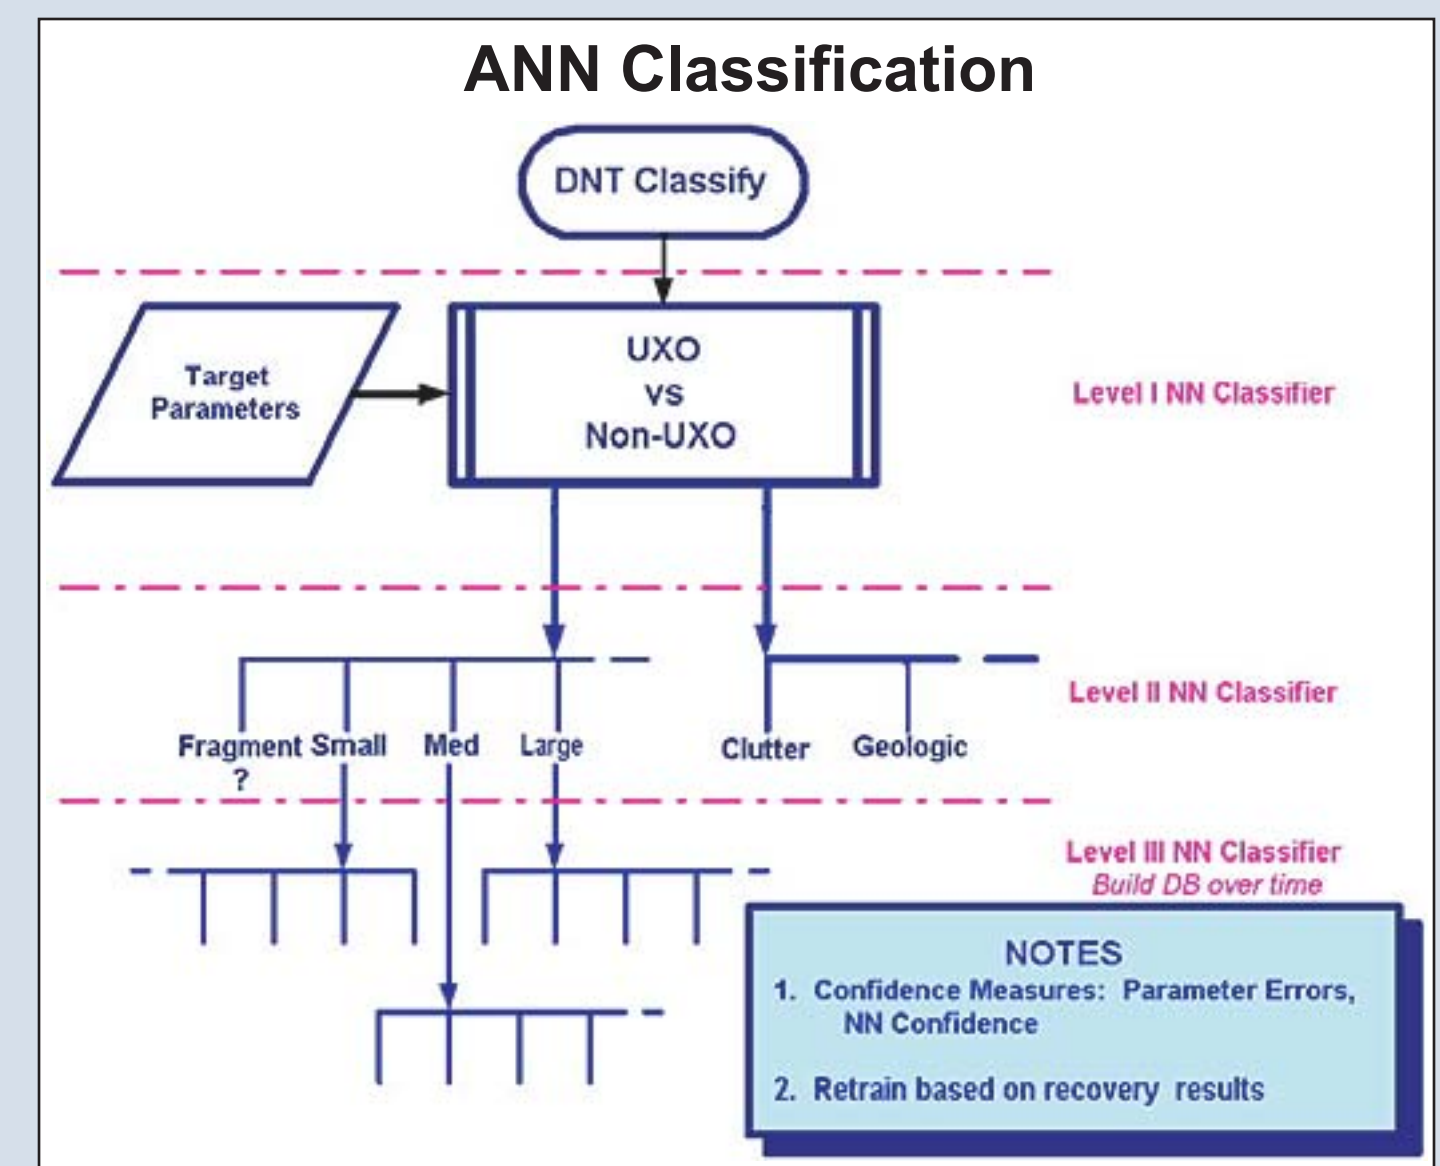 ANN Classification
DNT Classify
Target
Parameters
UXO
vs
Non-UXO
Level I NN Classifier
Fragment Small Med Large
?
Clutter Geologic
Level II NN Classifier
Level III NN Classifier
Build DB over time
NOTES
1. Confidence Measures: Parameter Errors,
NN Confidence
2. Retrain based on recovery results